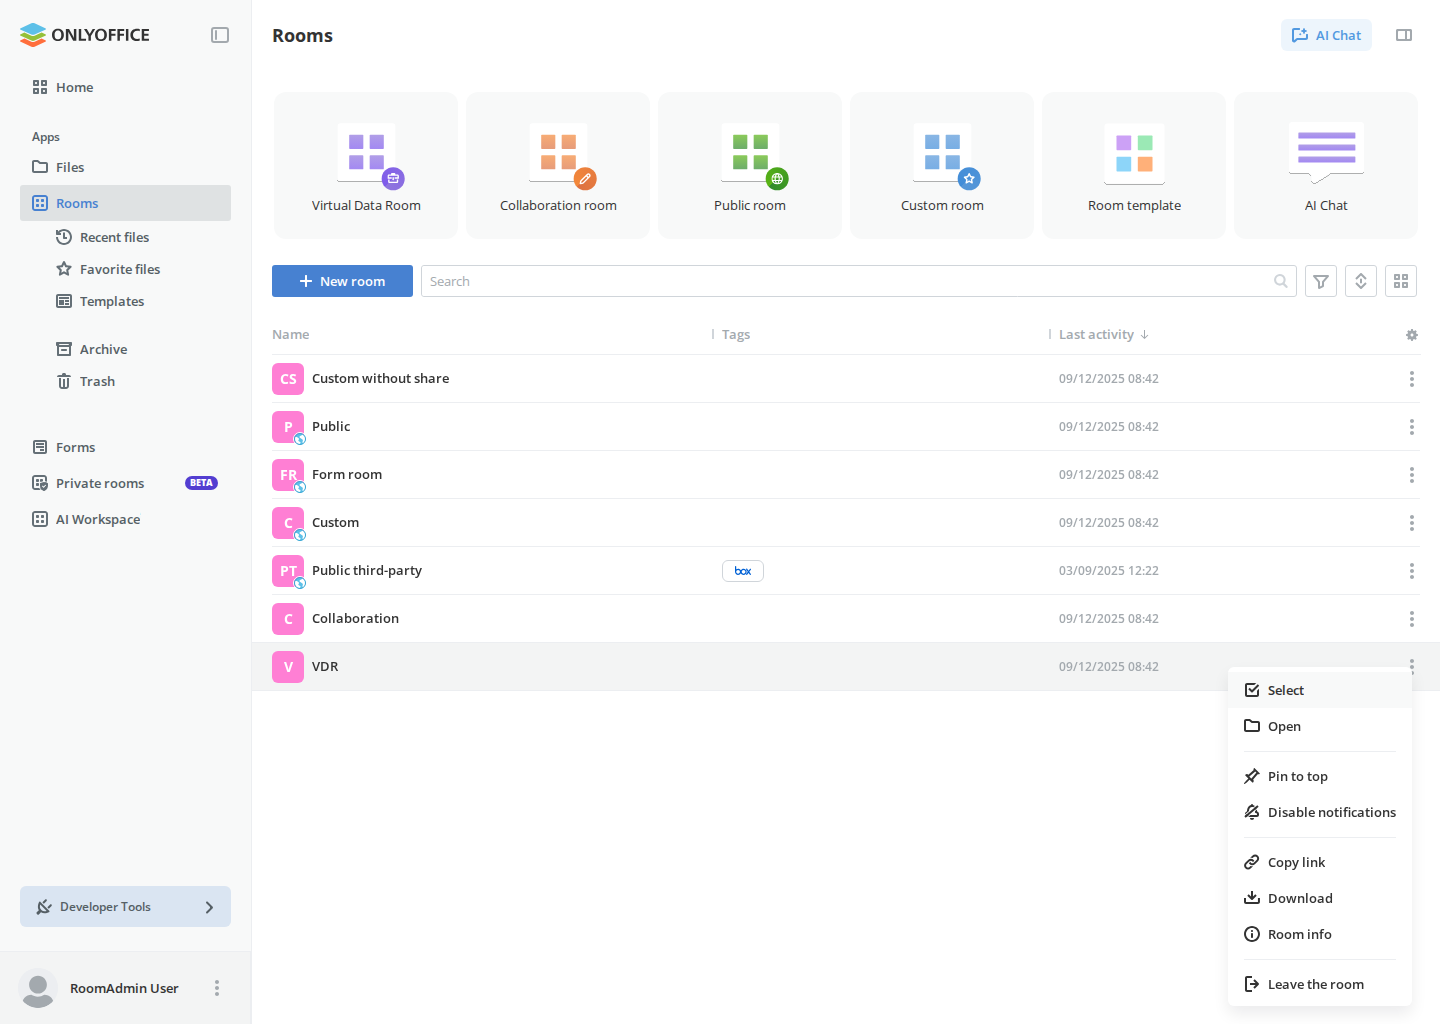 ONLYOFFICE
Home
Apps
Files
Rooms
Recent files
Favorite files
Templates
Archive
Trash
Forms
Private rooms BETA
AI Workspace
Developer Tools
RoomAdmin User
Rooms
AI Chat
Virtual Data Room
Collaboration room
Public room
Custom room
Room template
AI Chat
New room
Search
Name Tags Last activity
CS Custom without share 09/12/2025 08:42
P Public 09/12/2025 08:42
FR Form room 09/12/2025 08:42
C Custom 09/12/2025 08:42
PT Public third-party box 03/09/2025 12:22
C Collaboration 09/12/2025 08:42
V VDR 09/12/2025 08:42
Select
Open
Pin to top
Disable notifications
Copy link
Download
Room info
Leave the room